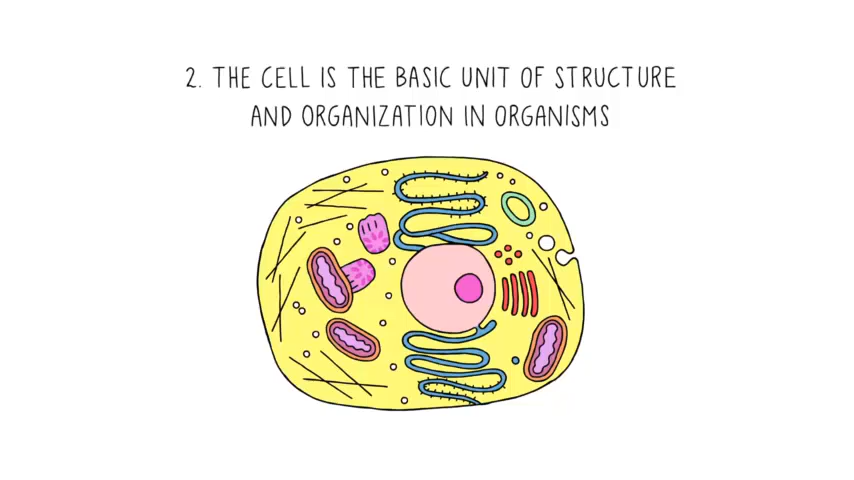 2. THE CELL IS THE BASIC UNIT OF STRUCTURE
AND ORGANIZATION IN ORGANISMS